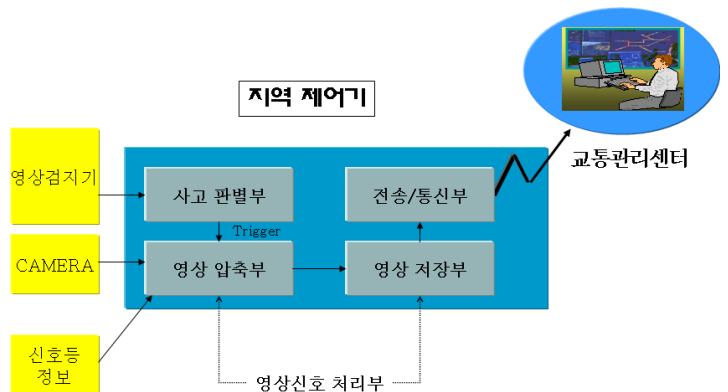 지역 제어기
교통관리센터
영상검지기
사고 판별부
전송/통신부
Trigger
CAMERA
영상 압축부
영상 저장부
신호등
정보
영상신호 처리부